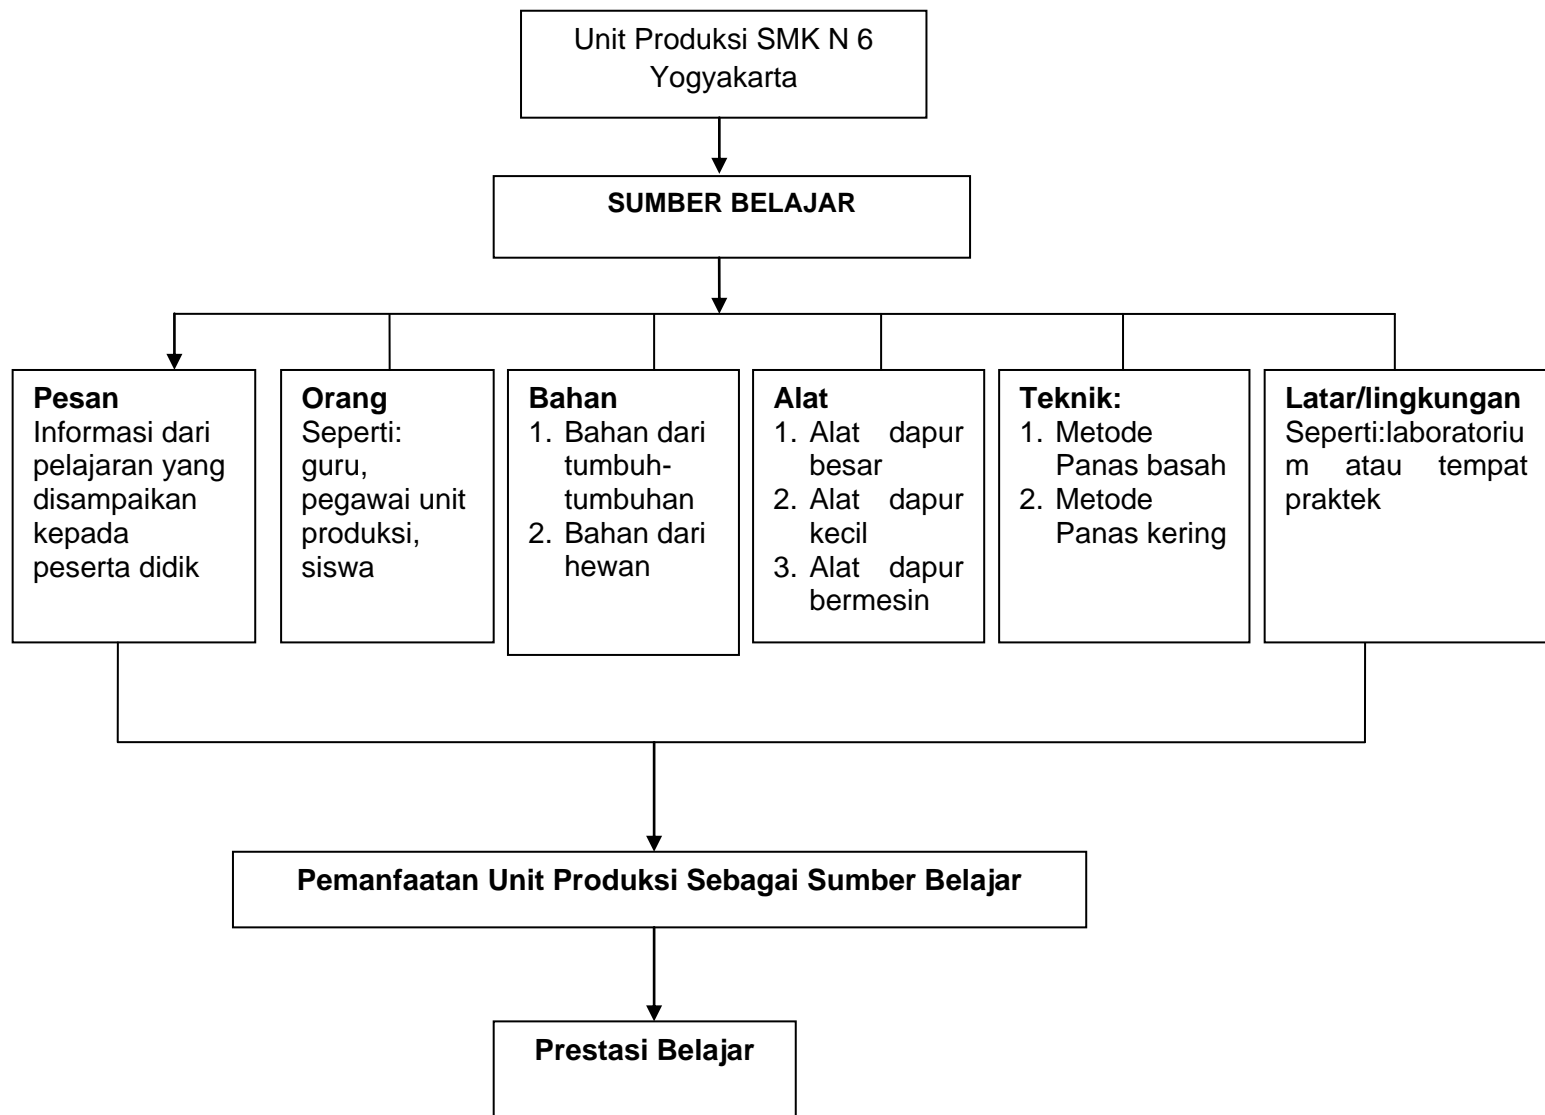 Unit Produksi SMK N 6
Yogyakarta
SUMBER BELAJAR
Pesan
Informasi dari
pelajaran yang
disampaikan
kepada
peserta didik
Orang
Seperti:
guru,
pegawai unit
produksi,
siswa
Bahan
1. Bahan dari
tumbuh-
tumbuhan
2. Bahan dari
hewan
Alat
1. Alat dapur
besar
2. Alat dapur
kecil
3. Alat dapur
bermesin
Teknik:
1. Metode
Panas basah
2. Metode
Panas kering
Latar/lingkungan
Seperti:laboratoriu
m atau tempat
praktek
Pemanfaatan Unit Produksi Sebagai Sumber Belajar
Prestasi Belajar